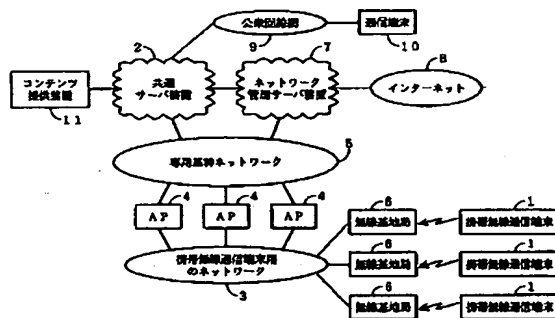 公衆回線網
9
通信端末
10
2
共通
サーバ装置
7
ネットワーク
管理サーバ装置
8
インターネット
コンテンツ
提供装置
11
専用基幹ネットワーク
5
AP
4
AP
4
AP
4
携帯無線通信端末用
のネットワーク
3
無線基地局
6
携帯無線通信端末
1
無線基地局
6
携帯無線通信端末
1
無線基地局
6
携帯無線通信端末
1